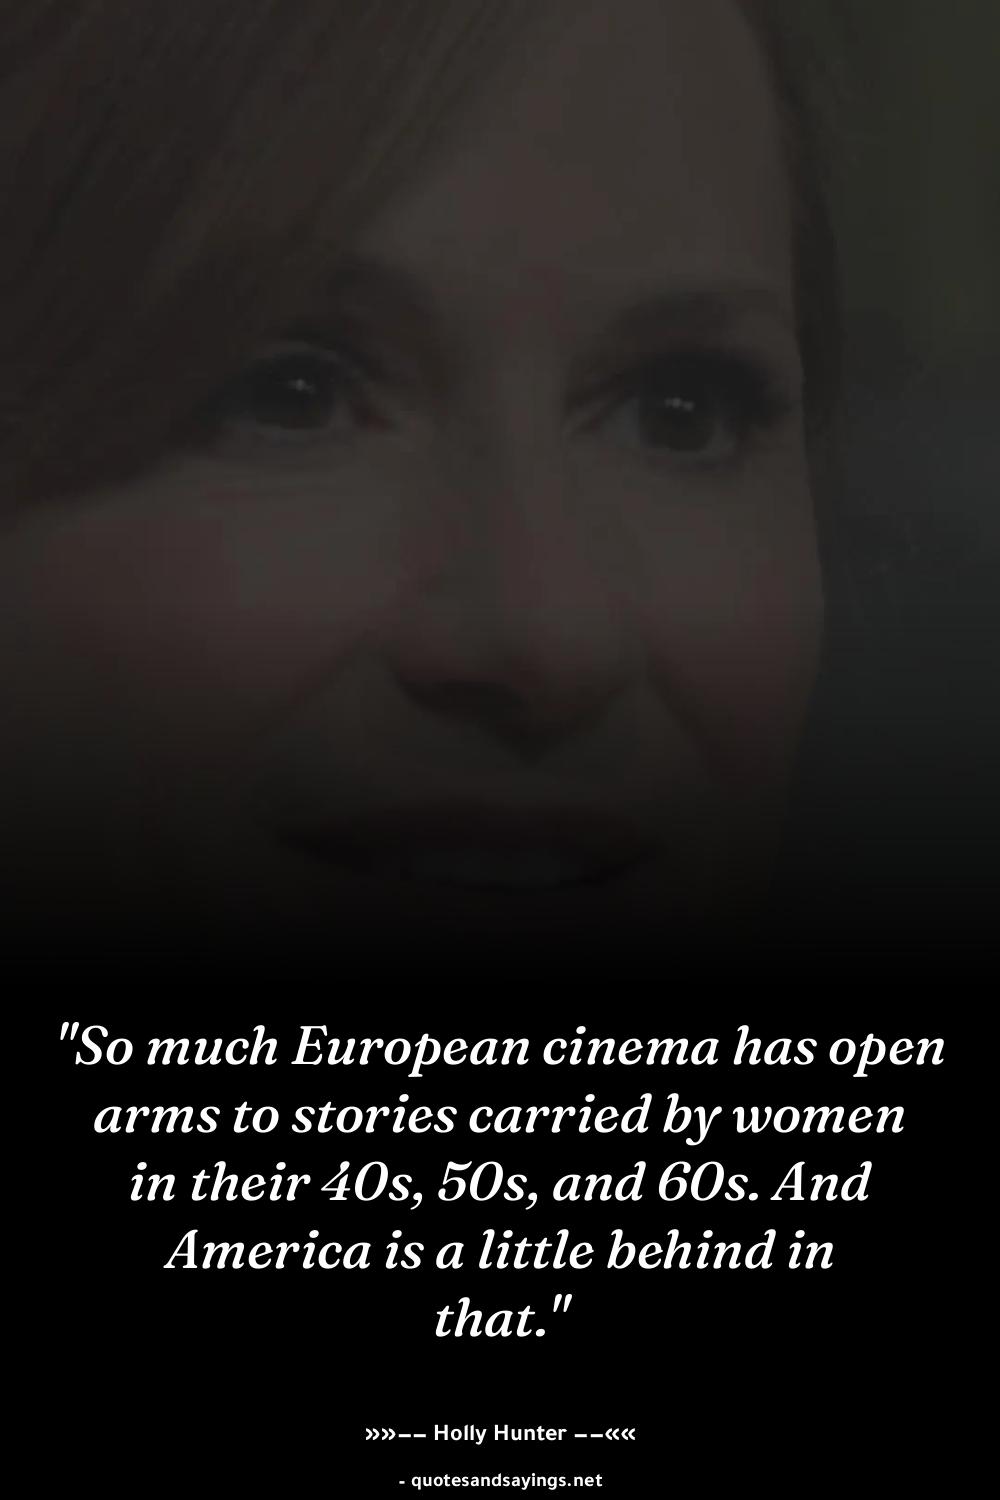 "So much European cinema has open
arms to stories carried by women
in their 40s, 50s, and 60s. And
America is a little behind in
that."
»»–– Holly Hunter ––««
- quotesandsayings.net